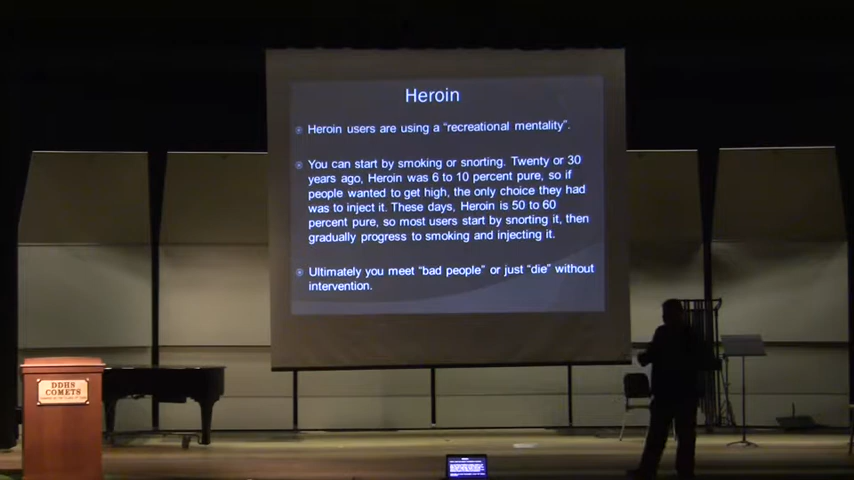 Heroin
Heroin users are using a “recreational mentality”.
You can start by smoking or snorting. Twenty or 30
years ago, Heroin was 6 to 10 percent pure, so if
people wanted to get high, the only choice they had
was to inject it. These days, Heroin is 50 to 60
percent pure, so most users start by snorting it, then
gradually progress to smoking and injecting it.
Ultimately you meet “bad people” or just “die” without
intervention.
DDHS
COMETS